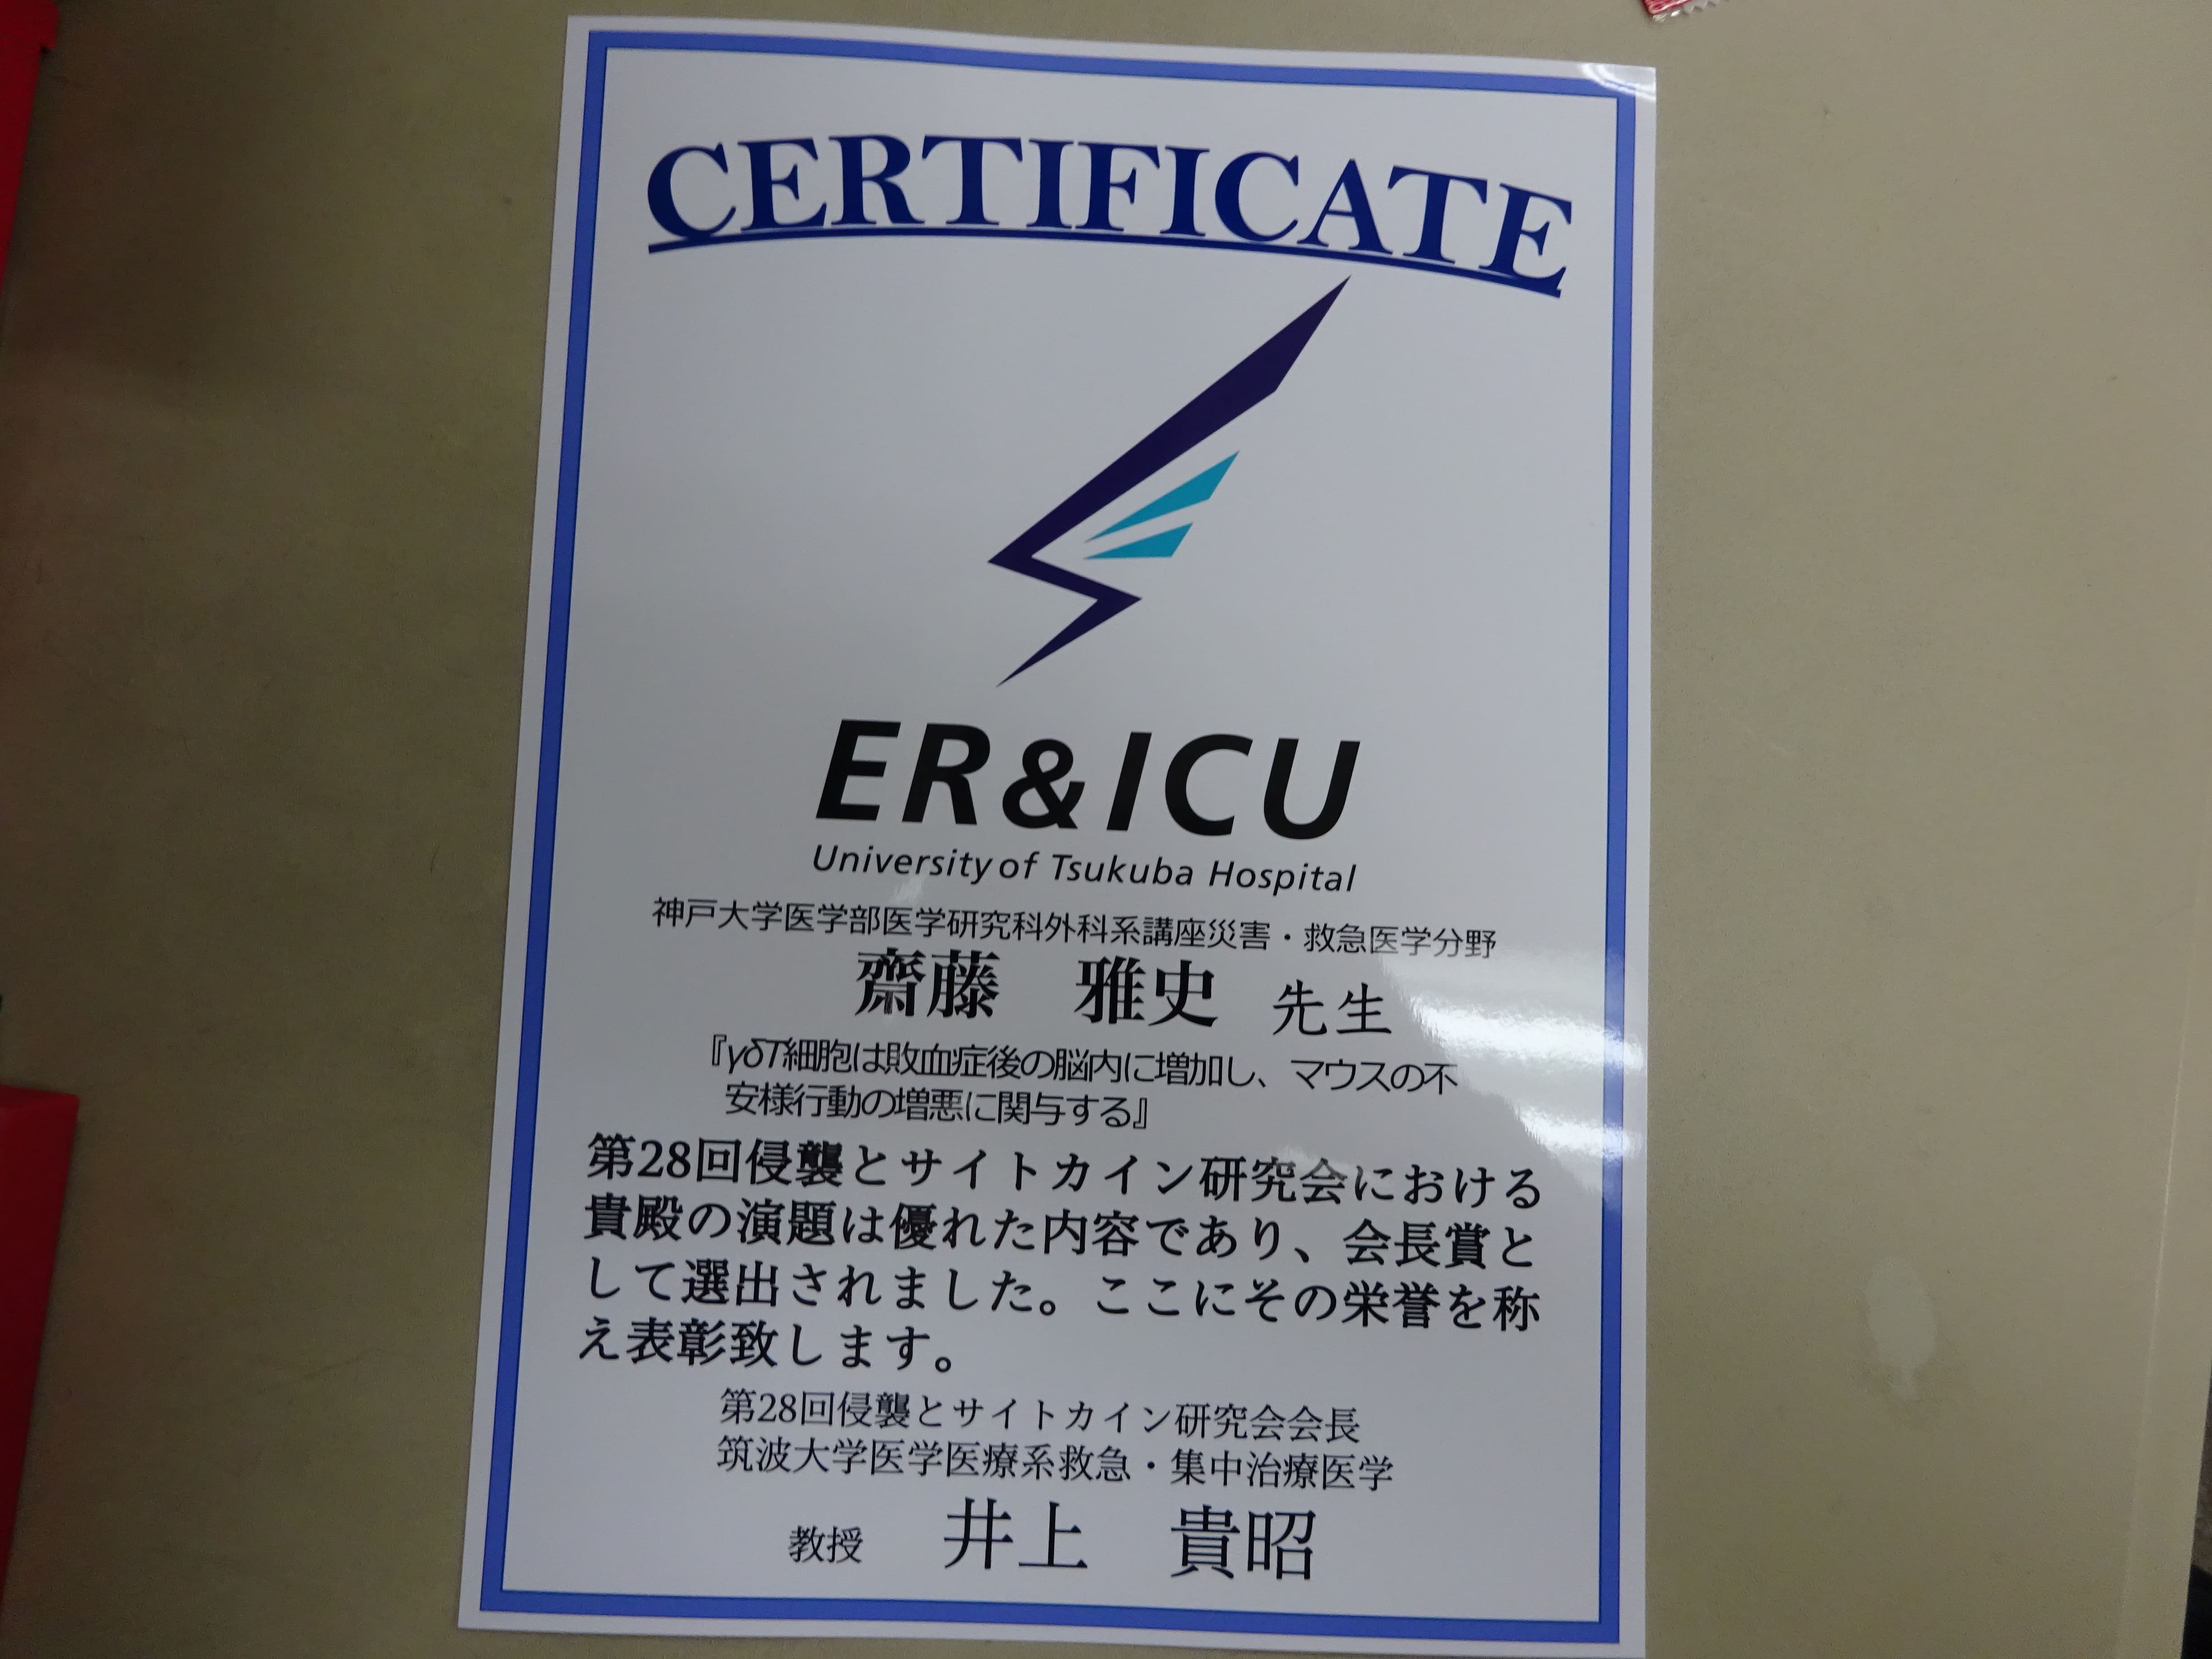 CERTIFICATE
ER&ICU
University of Tsukuba Hospital
神戸大学医学部医学研究科外科系講座災害・救急医学分野
齋藤　雅史 先生
『γδT細胞は敗血症後の脳内に増加し、マウスの不
安様行動の増悪に関与する』
第28回侵襲とサイトカイン研究会における
貴殿の演題は優れた内容であり、会長賞と
して選出されました。ここにその栄誉を称
え表彰致します。
第28回侵襲とサイトカイン研究会会長
筑波大学医学医療系救急・集中治療医学
教授　井上　貴昭